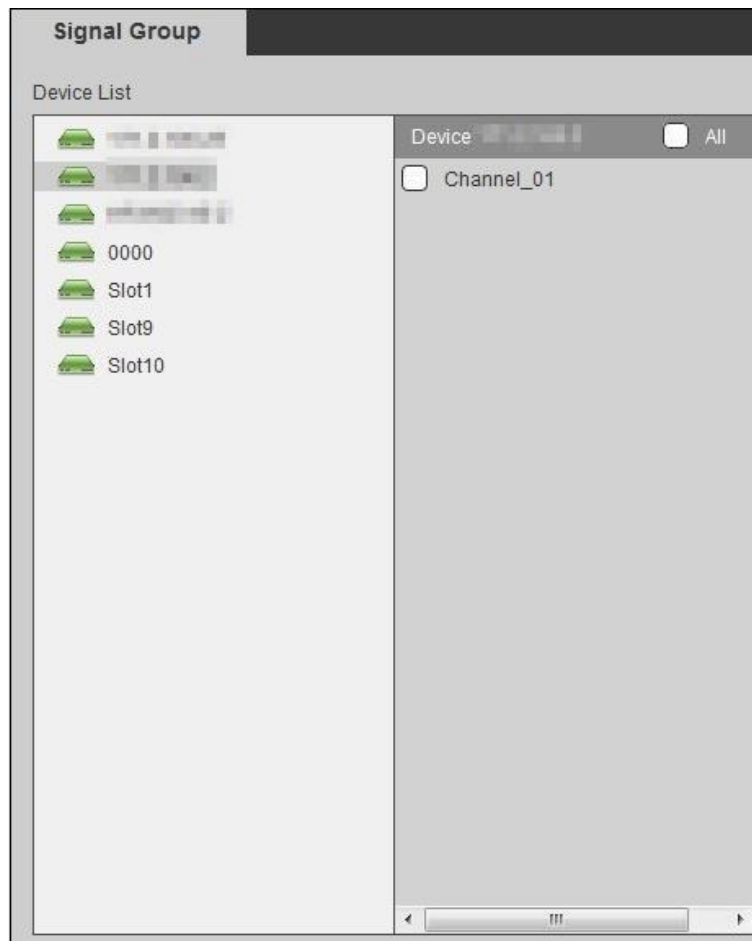 Signal Group
Device List
Device
All
Channel_01
0000
Slot1
Slot9
Slot10